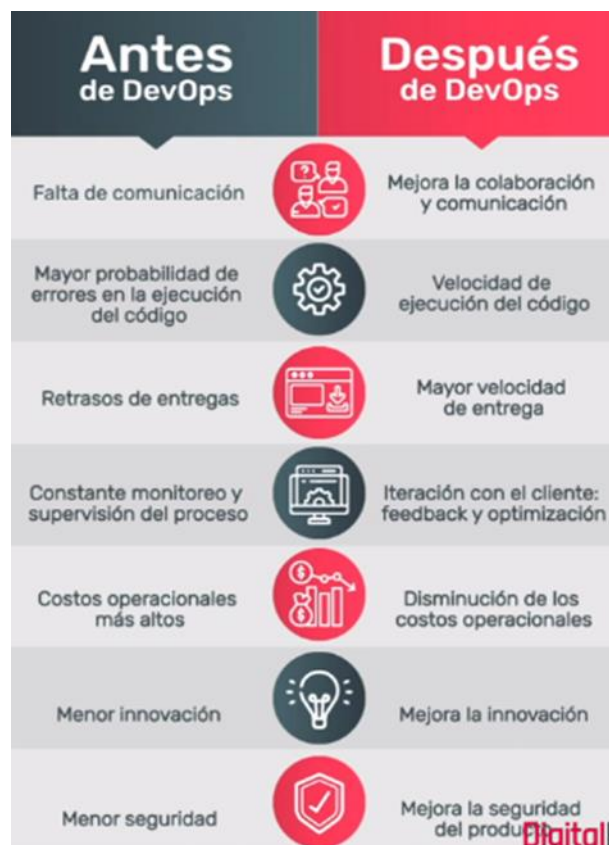 Antes
de DevOps
Después
de DevOps
Falta de comunicación
Mejora la colaboración
y comunicación
Mayor probabilidad de
errores en la ejecución
del código
Velocidad de
ejecución del código
Retrasos de entregas
Mayor velocidad
de entrega
Constante monitoreo y
supervisión del proceso
Iteración con el cliente:
feedback y optimización
Costos operacionales
más altos
Disminución de los
costos operacionales
Menor innovación
Mejora la innovación
Menor seguridad
Mejora la seguridad
del producto